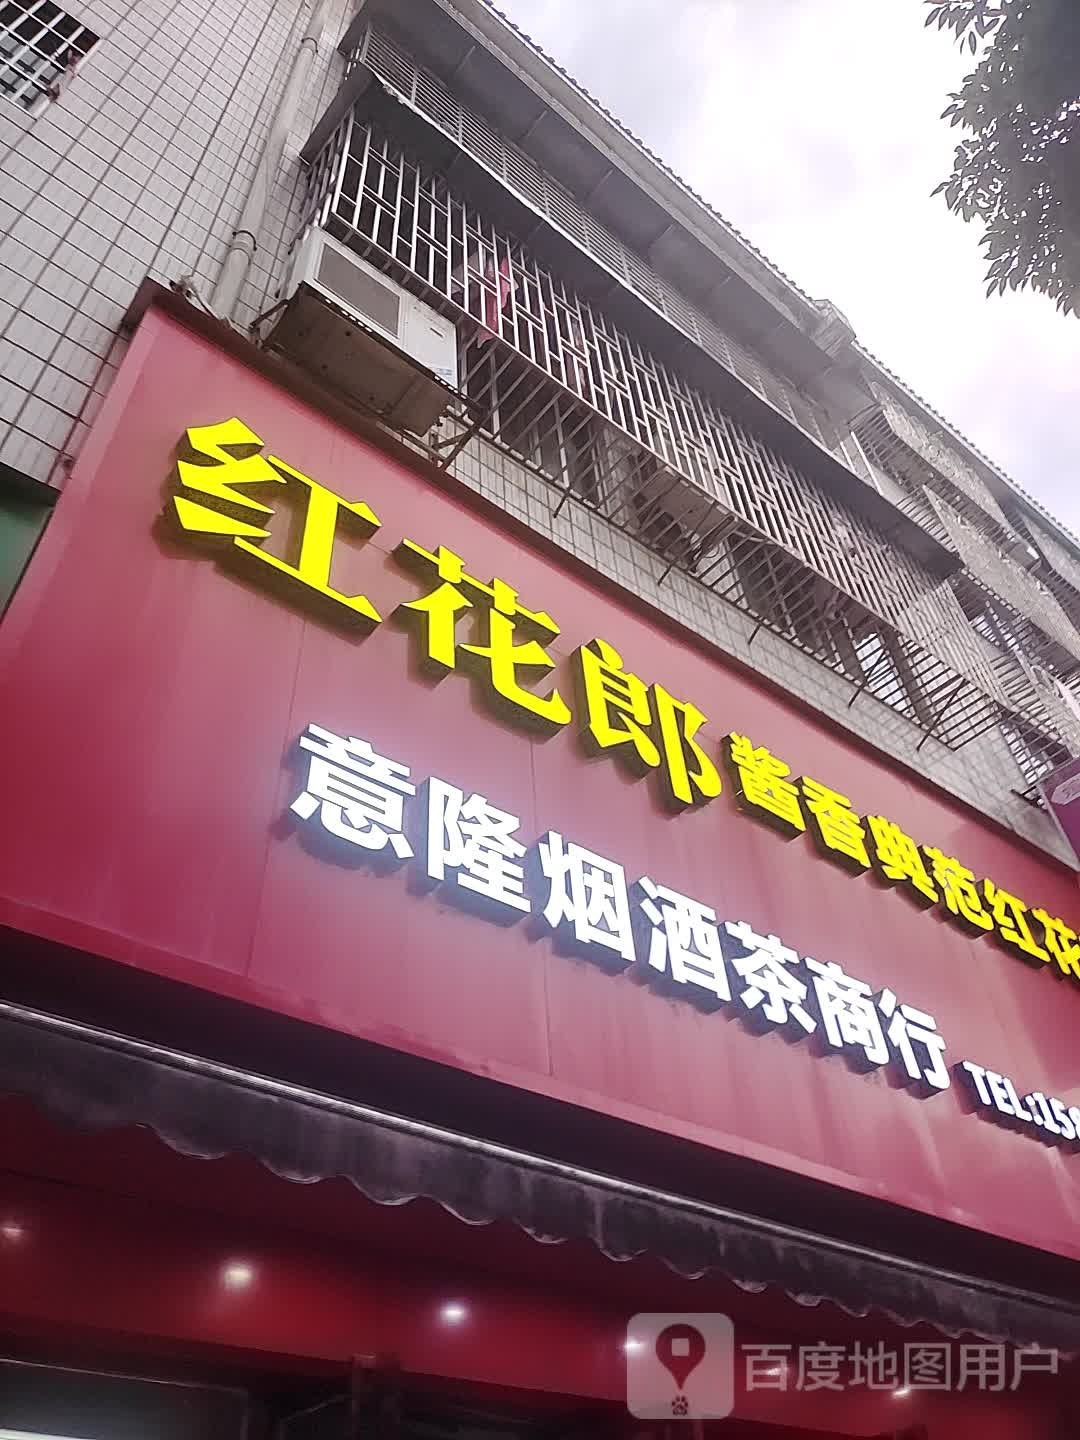 红花郎 酱香典范红花
意隆烟酒茶商行 TEL:158
百度地图用户